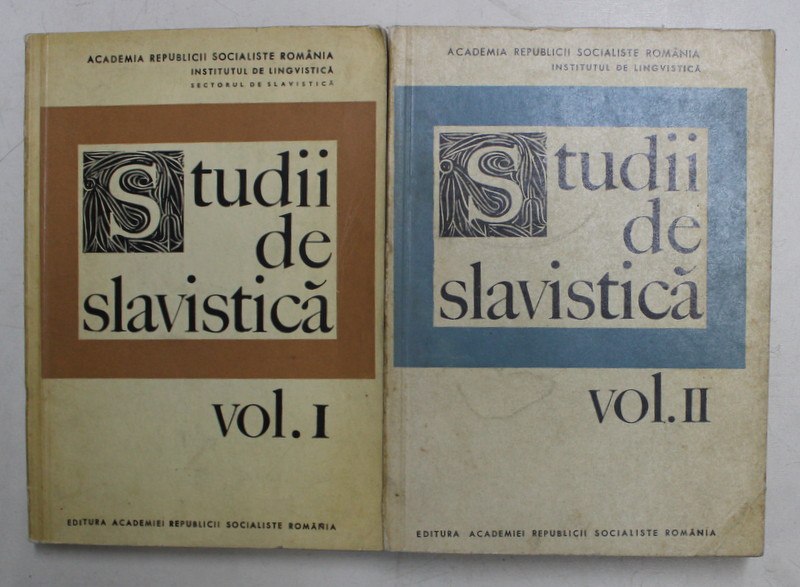 ACADEMIA REPUBLICII SOCIALISTE ROMÂNIA
INSTITUTUL DE LINGVISTICĂ
SECTORUL DE SLAVISTICĂ
Studii
de
slavistică
vol. I
EDITURA ACADEMIEI REPUBLICII SOCIALISTE ROMÂNIA
ACADEMIA REPUBLICII SOCIALISTE ROMÂNIA
INSTITUTUL DE LINGVISTICĂ
Studii
de
slavistică
vol. II
EDITURA ACADEMIEI REPUBLICII SOCIALISTE ROMÂNIA